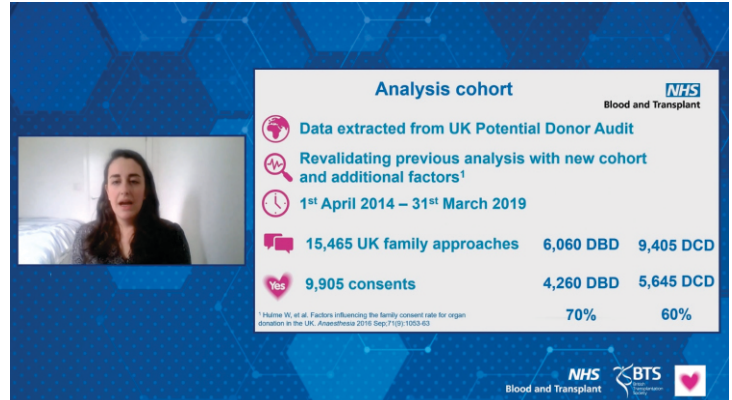 Analysis cohort
NHS
Blood and Transplant
Data extracted from UK Potential Donor Audit
Revalidating previous analysis with new cohort
and additional factors¹
1st April 2014 – 31st March 2019
15,465 UK family approaches 6,060 DBD 9,405 DCD
Yes 9,905 consents 4,260 DBD 5,645 DCD
70% 60%
¹ Hulme W, et al. Factors influencing the family consent rate for organ
donation in the UK. Anaesthesia 2016 Sep;71(9):1053-63
NHS
Blood and Transplant
BTS
British
Transplantation
Society